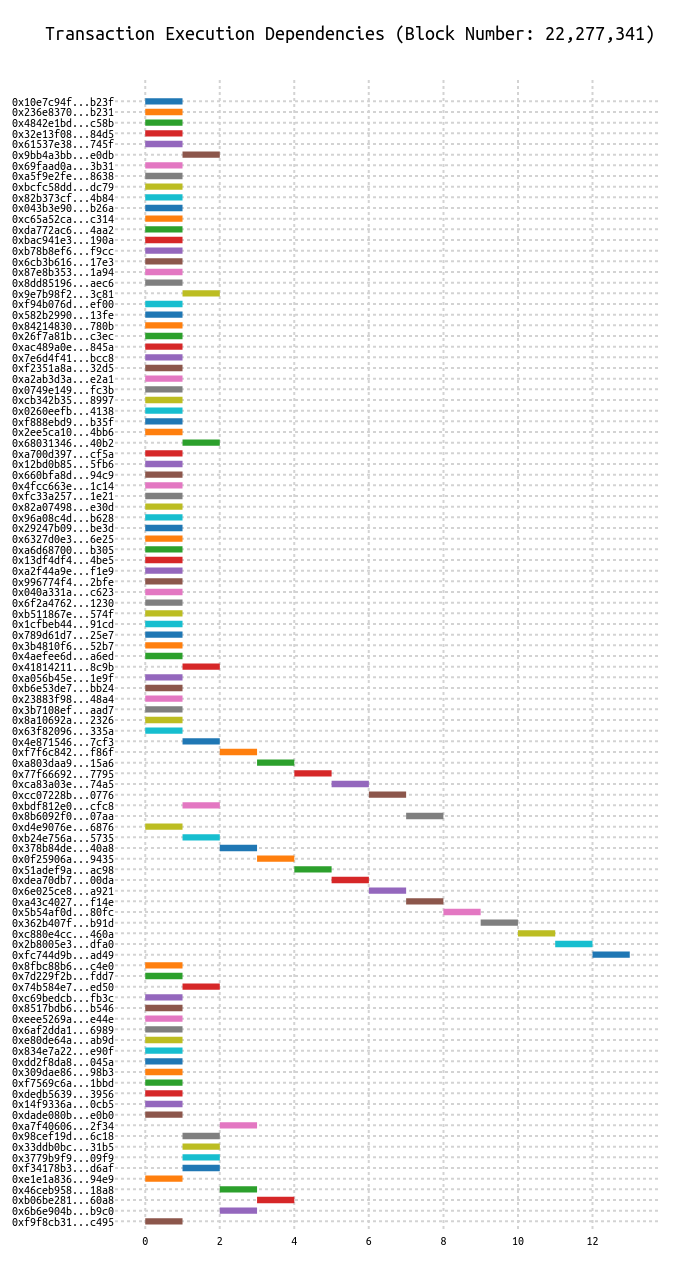 Transaction Execution Dependencies (Block Number: 22,277,341)
0x10e7c94f...b23f
0x236e8370...b231
0x4842e1bd...c58b
0x32e13f08...84d5
0x61537e38...745f
0x9bb4a3bb...e0db
0x69faad0a...3b31
0xa5f9e2fe...8638
0xbcfc58dd...dc79
0x82b373cf...4b84
0x043b3e90...b26a
0xc65a52ca...c314
0xda772ac6...4aa2
0xbac941e3...190a
0xb78b8ef6...f9cc
0x6cb3b616...17e3
0x87e8b353...1a94
0x8dd85196...aec6
0x9e7b98f2...3c81
0xf94b076d...ef00
0x582b2990...13fe
0x84214830...780b
0x26f7a81b...c3ec
0xac489a0e...845a
0x7e6d4f41...bcc8
0xf2351a8a...32d5
0xa2ab3d3a...e2a1
0x0749e149...fc3b
0xcb342b35...8997
0x0260eefb...4138
0xf888ebd9...b35f
0x2ee5ca10...4bb6
0x68031346...40b2
0xa700d397...cf5a
0x12bd0b85...5fb6
0x660bfa8d...94c9
0x4fcc663e...1c14
0xfc33a257...1e21
0x82a07498...e30d
0x96a08c4d...b628
0x29247b09...be3d
0x6327d0e3...6e25
0xa6d68700...b305
0x13df4df4...4be5
0xa2f44a9e...f1e9
0x996774f4...2bfe
0x040a331a...c623
0x6f2a4762...1230
0xb511867e...574f
0x1cfbeb44...91cd
0x789d61d7...25e7
0x3b4810f6...52b7
0x4aefee6d...a6ed
0x41814211...8c9b
0xa056b45e...1e9f
0xb6e53de7...bb24
0x23883f98...48a4
0x3b7108ef...aad7
0x8a10692a...2326
0x63f82096...335a
0x4e871546...7cf3
0xf7f6c842...f86f
0xa803daa9...15a6
0x77f66692...7795
0xca83a03e...74a5
0xcc07228b...0776
0xbdf812e0...cfc8
0x8b6092f0...07aa
0xd4e9076e...6876
0xb24e756a...5735
0x378b84de...40a8
0x0f25906a...9435
0x51adef9a...ac98
0xdea70db7...00da
0x6e025ce8...a921
0xa43c4027...f14e
0x5b54af0d...80fc
0x362b407f...b91d
0xc880e4cc...460a
0x2b8005e3...dfa0
0xfc744d9b...ad49
0x8fbc88b6...c4e0
0x7d229f2b...fdd7
0x74b584e7...ed50
0xc69bedcb...fb3c
0x8517bdb6...b546
0xeee5269a...e44e
0x6af2dda1...6989
0xe80de64a...ab9d
0x834e7a22...e90f
0xdd2f8da8...045a
0x309dae86...98b3
0xf7569c6a...1bbd
0xdedb5639...3956
0x14f9336a...0cb5
0xdade080b...e0b0
0xa7f40606...2f34
0x98cef19d...6c18
0x33ddb0bc...31b5
0x3779b9f9...09f9
0xf34178b3...d6af
0xe1e1a836...94e9
0x46ceb958...18a8
0xb06be281...60a8
0x6b6e904b...b9c0
0xf9f8cb31...c495
0 2 4 6 8 10 12